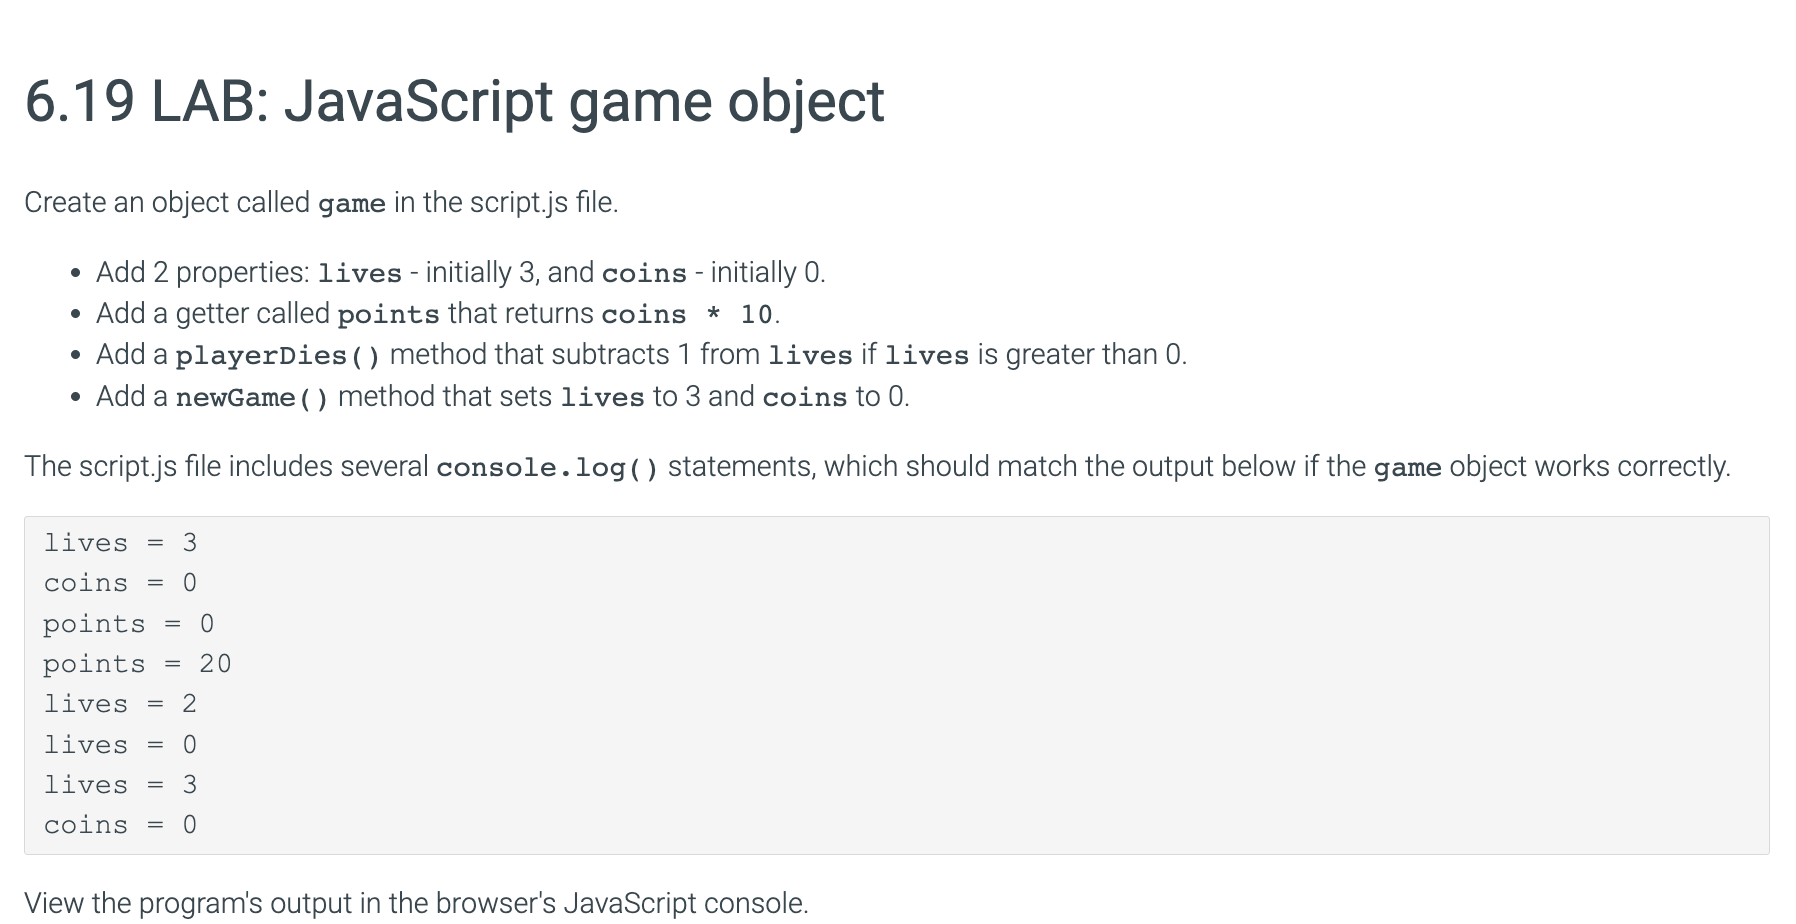 6.19 LAB: JavaScript game object
Create an object called game in the script.js file.
• Add 2 properties: lives - initially 3, and coins - initially 0.
• Add a getter called points that returns coins * 10.
• Add a playerDies() method that subtracts 1 from lives if lives is greater than 0.
• Add a newGame() method that sets lives to 3 and coins to 0.
The script.js file includes several console.log() statements, which should match the output below if the game object works correctly.
lives = 3
coins = 0
points = 0
points = 20
lives = 2
lives = 0
lives = 3
coins = 0
View the program's output in the browser's JavaScript console.